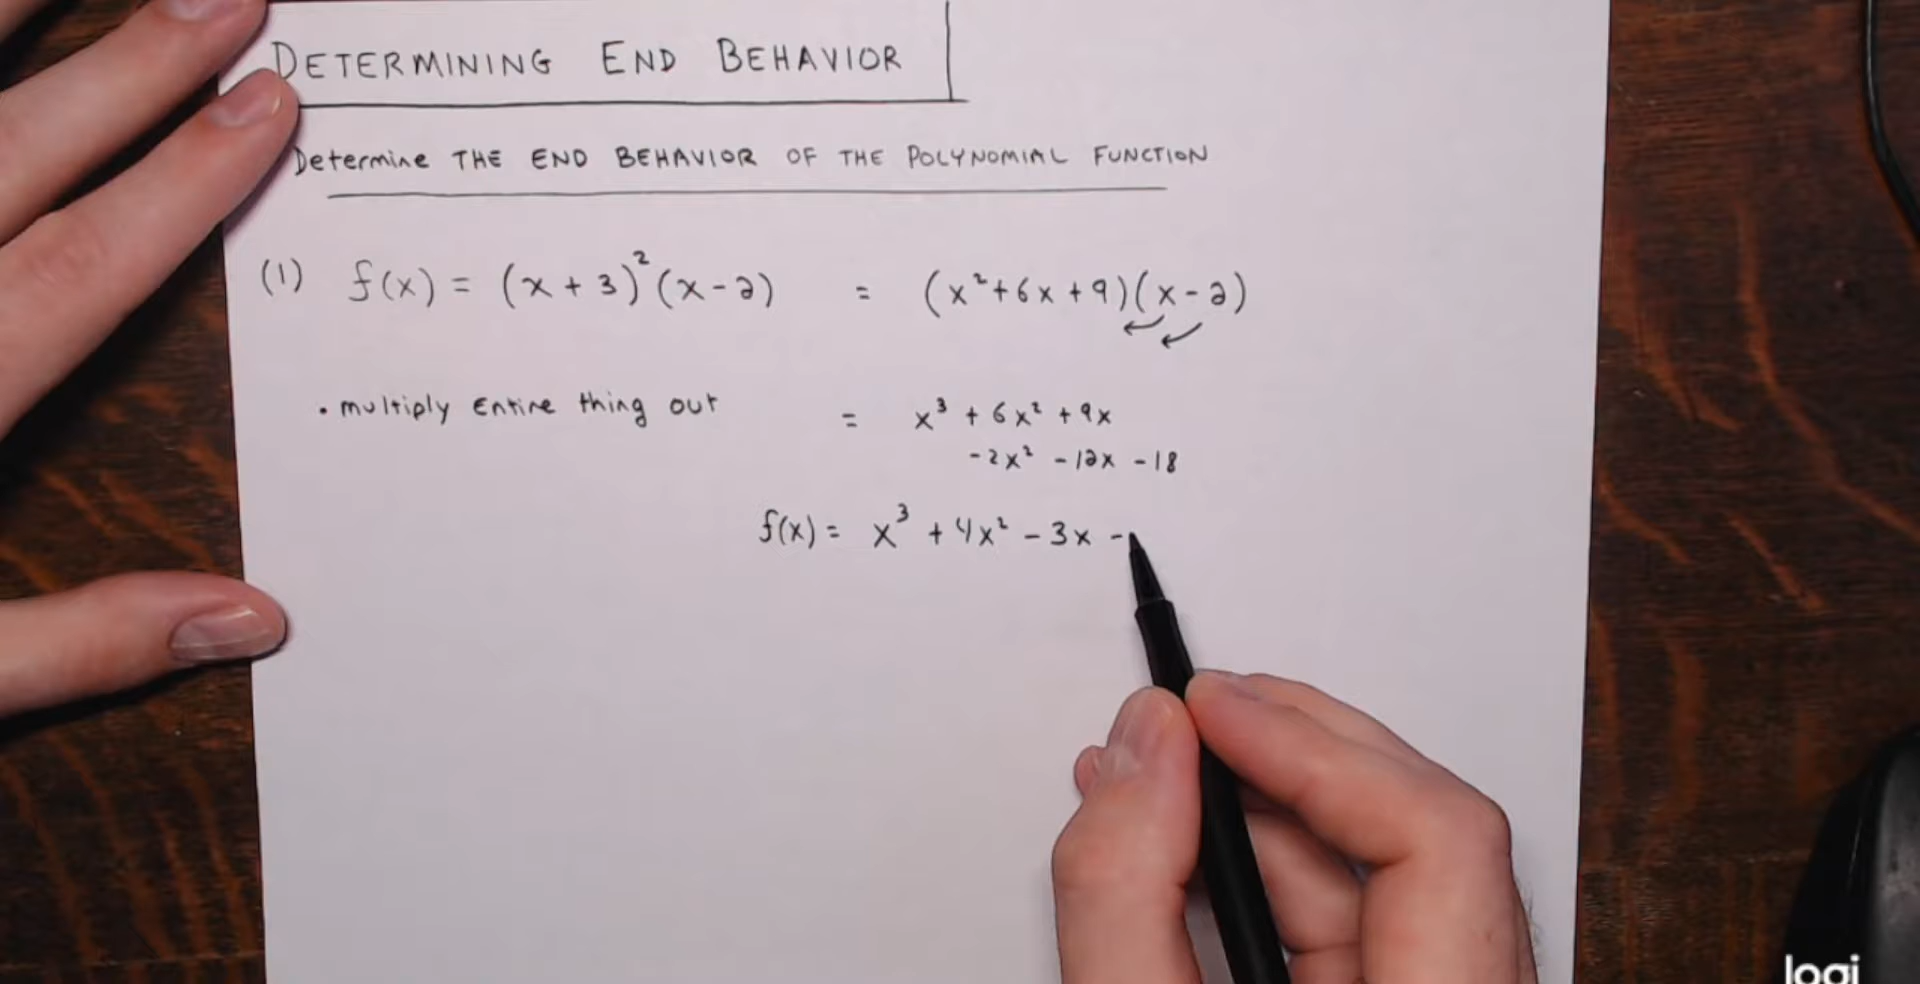 DETERMINING END BEHAVIOR
Determine THE END BEHAVIOR OF THE POLYNOMIAL FUNCTION
(1) f(x) = (x + 3)² (x - 2) = (x² + 6x + 9)(x - 2)
• multiply Entire thing out = x³ + 6x² + 9x
-2x² - 12x - 18
f(x) = x³ + 4x² - 3x -
logi